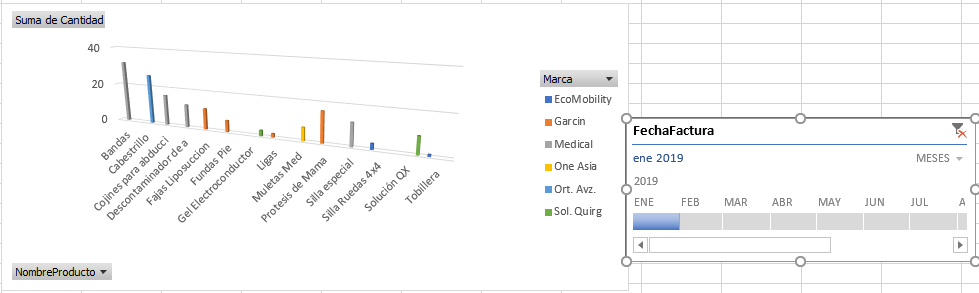 Suma de Cantidad
40
20
0
Bandas
Cabestrillo
Cojines para abducci
Descontaminador de a
Fajas Liposuccion
Fundas Pie
Gel Electroconductor
Ligas
Muletas Med
Protesis de Mama
Silla especial
Silla Ruedas 4x4
Solución QX
Tobillera
Marca
EcoMobility
Garcin
Medical
One Asia
Ort. Avz.
Sol. Quirg
NombreProducto
FechaFactura
ene 2019 MESES
2019
ENE FEB MAR ABR MAY JUN JUL A